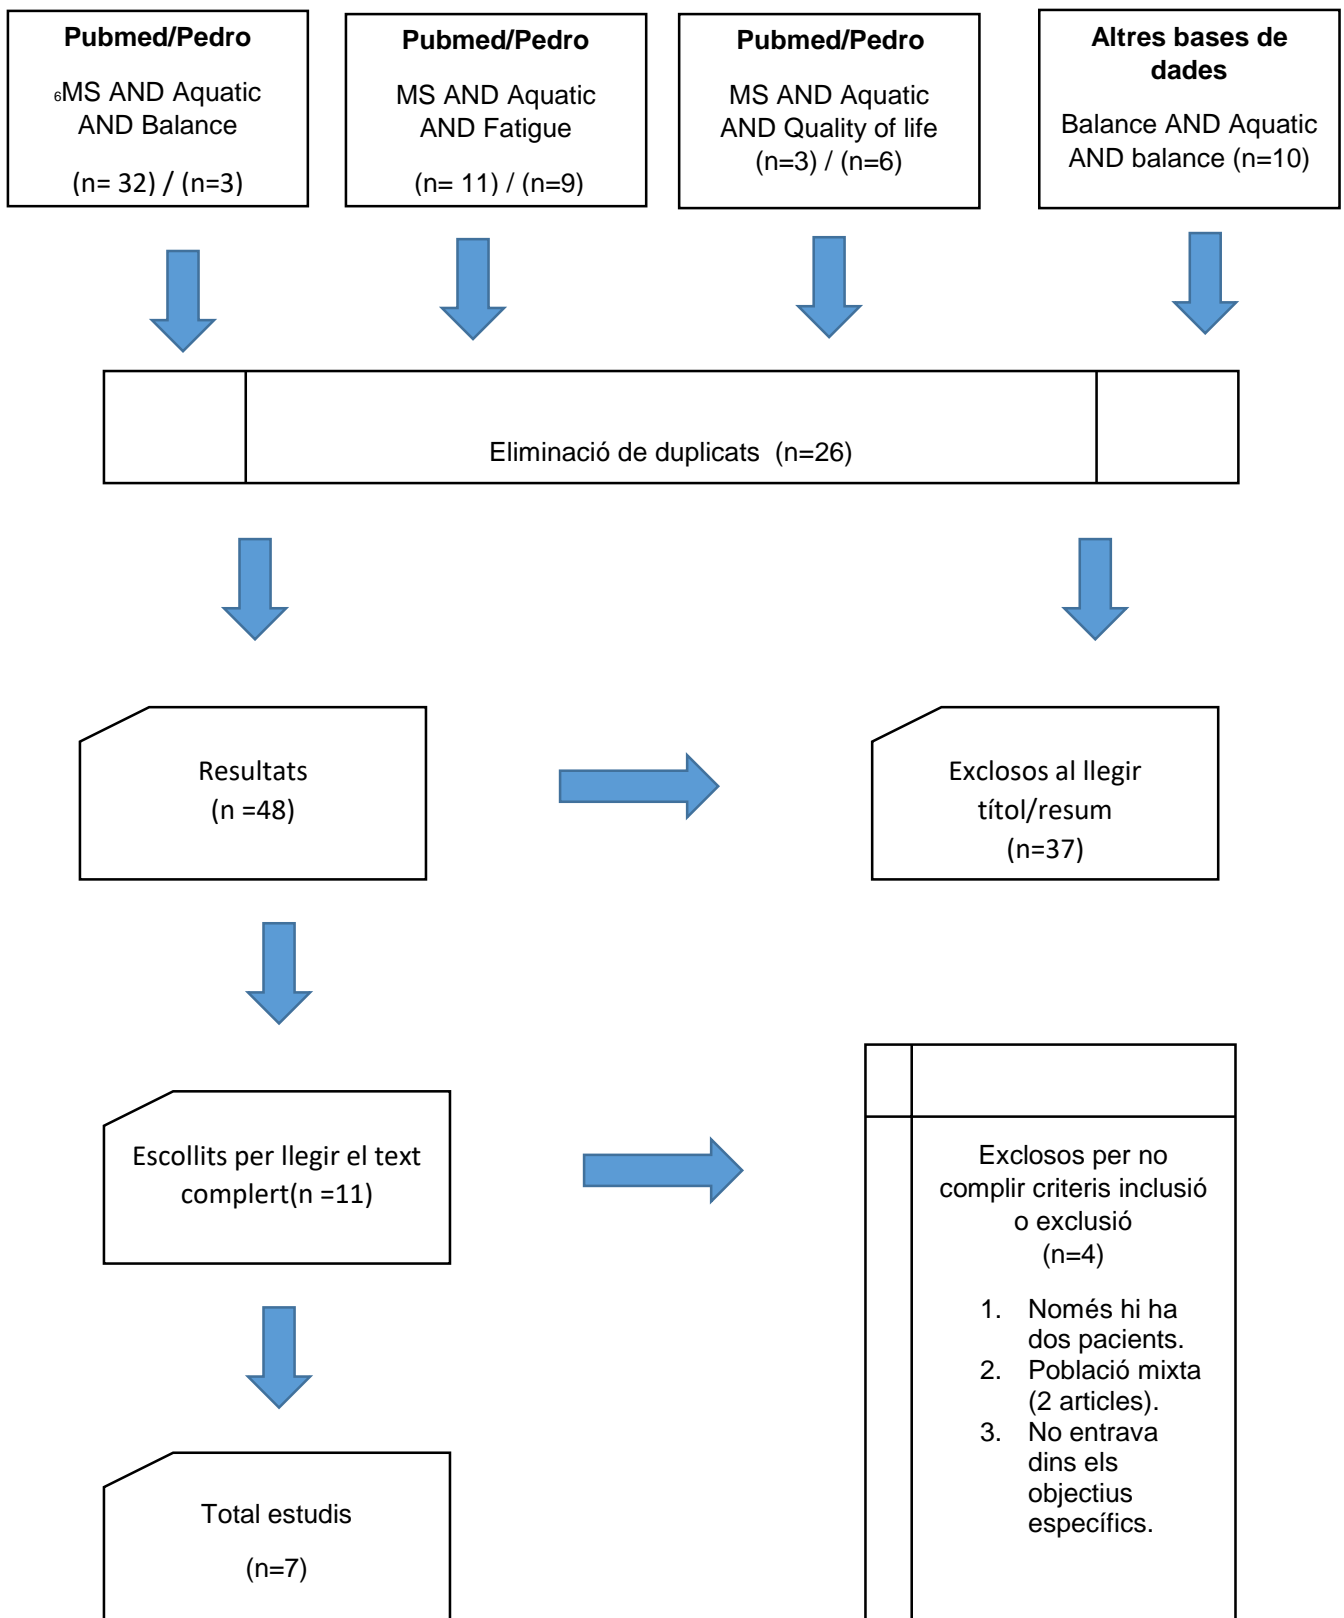 Pubmed/Pedro
6MS AND Aquatic
AND Balance
(n= 32) / (n=3)
Pubmed/Pedro
MS AND Aquatic
AND Fatigue
(n= 11) / (n=9)
Pubmed/Pedro
MS AND Aquatic
AND Quality of life
(n=3) / (n=6)
Altres bases de
dades
Balance AND Aquatic
AND balance (n=10)
Eliminació de duplicats (n=26)
Resultats
(n =48)
Exclosos al llegir
títol/resum
(n=37)
Escollits per llegir el text
complert(n =11)
Exclosos per no
complir criteris inclusió
o exclusió
(n=4)
1. Només hi ha
dos pacients.
2. Població mixta
(2 articles).
3. No entrava
dins els
objectius
específics.
Total estudis
(n=7)